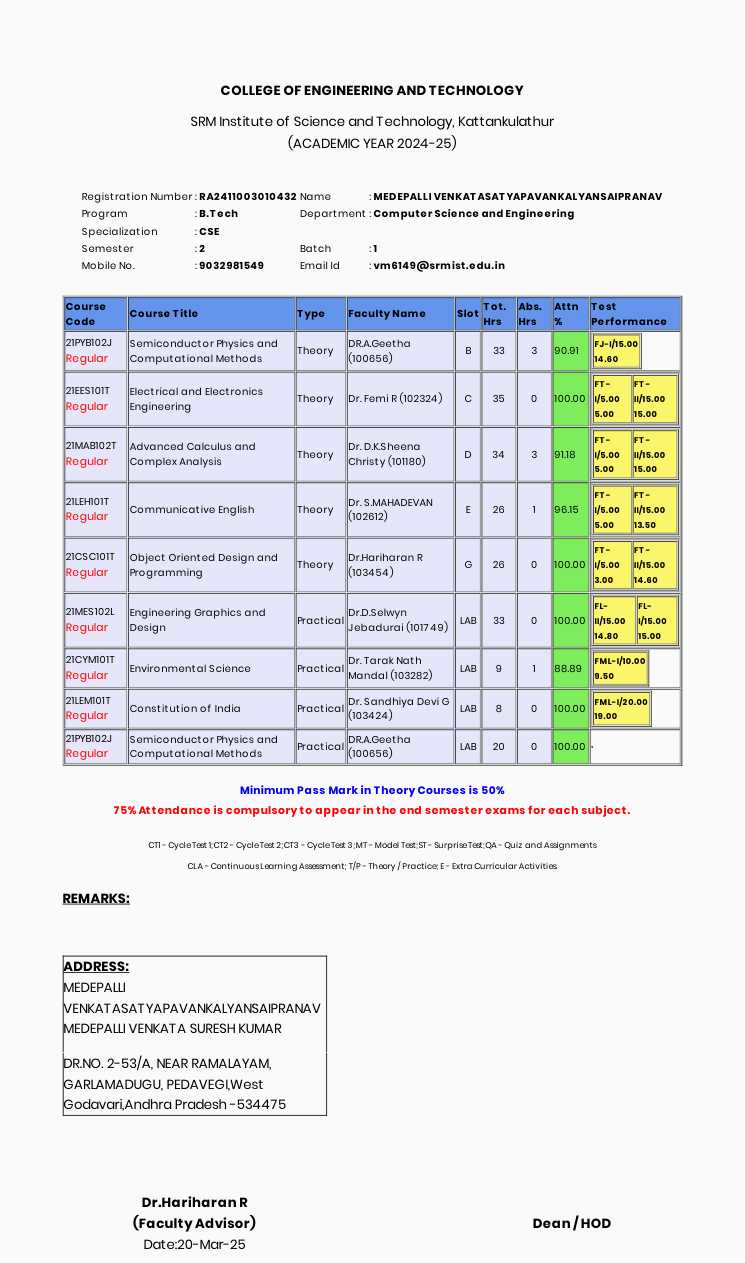 COLLEGE OF ENGINEERING AND TECHNOLOGY
SRM Institute of Science and Technology, Kattankulathur
(ACADEMIC YEAR 2024-25)
Registration Number : RA2411003010432 Name : MEDEPALLI VENKATASATYAPAVANKALYANSAIPRANAV
Program : B.Tech Department : Computer Science and Engineering
Specialization : CSE
Semester : 2 Batch : 1
Mobile No. : 9032981549 Email Id : vm6149@srmist.edu.in
Course Code Course Title Type Faculty Name Slot Tot. Hrs Abs. Hrs Attn % Test Performance
21PYB102J Regular Semiconductor Physics and Computational Methods Theory DR.A.Geetha (100656) B 33 3 90.91 FJ-I/15.00 14.60
21EES101T Regular Electrical and Electronics Engineering Theory Dr. Femi R (102324) C 35 0 100.00 FT-I/5.00 5.00 FT-II/15.00 15.00
21MAB102T Regular Advanced Calculus and Complex Analysis Theory Dr. D.K.Sheena Christy (101180) D 34 3 91.18 FT-I/5.00 5.00 FT-II/15.00 15.00
21LEH101T Regular Communicative English Theory Dr. S.MAHADEVAN (102612) E 26 1 96.15 FT-I/5.00 5.00 FT-II/15.00 13.50
21CSC101T Regular Object Oriented Design and Programming Theory Dr.Hariharan R (103454) G 26 0 100.00 FT-I/5.00 3.00 FT-II/15.00 14.60
21MES102L Regular Engineering Graphics and Design Practical Dr.D.Selwyn Jebadurai (101749) LAB 33 0 100.00 FL-II/15.00 14.80 FL-I/15.00 15.00
21CYM101T Regular Environmental Science Practical Dr. Tarak Nath Mandal (103282) LAB 9 1 88.89 FML-I/10.00 9.50
21LEM101T Regular Constitution of India Practical Dr. Sandhiya Devi G (103424) LAB 8 0 100.00 FML-I/20.00 19.00
21PYB102J Regular Semiconductor Physics and Computational Methods Practical DR.A.Geetha (100656) LAB 20 0 100.00 -
Minimum Pass Mark in Theory Courses is 50%
75% Attendance is compulsory to appear in the end semester exams for each subject.
CT1 - Cycle Test 1; CT2 - Cycle Test 2; CT3 - Cycle Test 3; MT - Model Test; ST - Surprise Test; QA - Quiz and Assignments
CLA - Continuous Learning Assessment; T/P - Theory / Practice; E - Extra Curricular Activities.
REMARKS:
ADDRESS:
MEDEPALLI
VENKATASATYAPAVANKALYANSAIPRANAV
MEDEPALLI VENKATA SURESH KUMAR
DR.NO. 2-53/A, NEAR RAMALAYAM,
GARLAMADUGU, PEDAVEGI,West
Godavari,Andhra Pradesh -534475
Dr.Hariharan R
(Faculty Advisor) Dean / HOD
Date:20-Mar-25